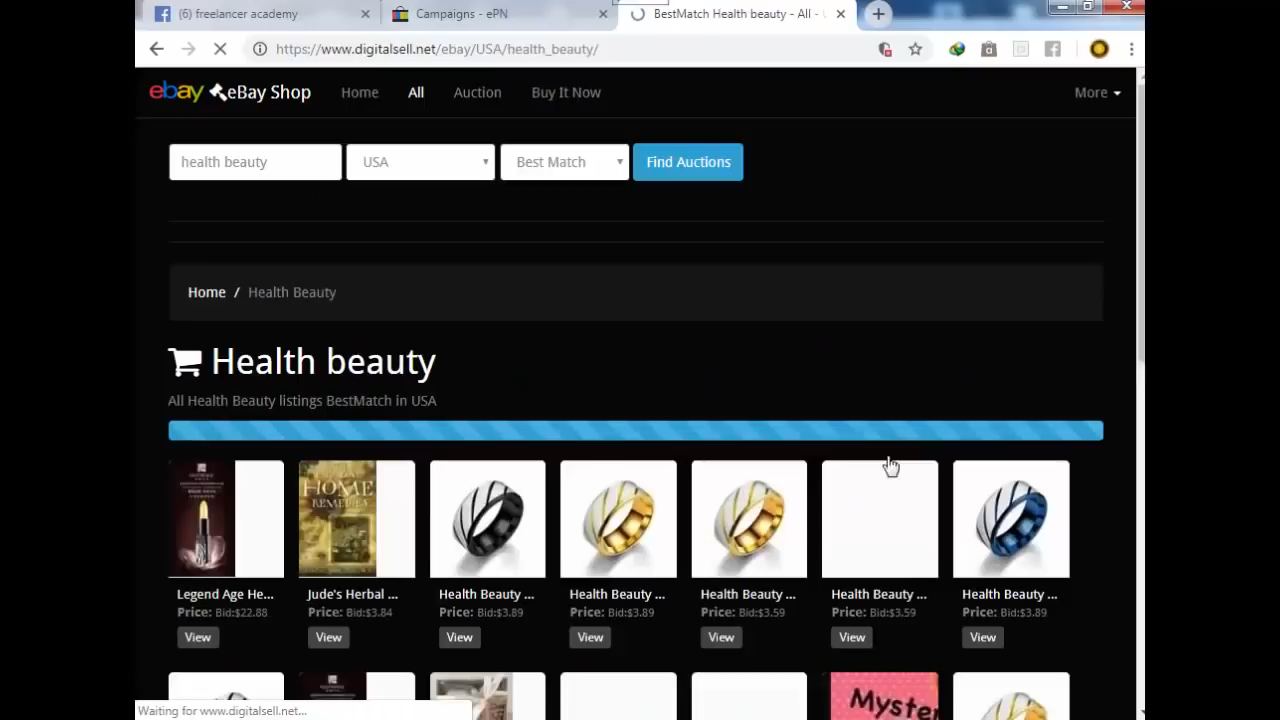 (6) freelancer academy
Campaigns - ePN
BestMatch Health beauty - All -
https://www.digitalsell.net/ebay/USA/health_beauty/
ebay eBay Shop Home All Auction Buy It Now More
health beauty USA Best Match Find Auctions
Home / Health Beauty
Health beauty
All Health Beauty listings BestMatch in USA
HOME
REMEDIES
Legend Age He... Jude's Herbal ... Health Beauty ... Health Beauty ... Health Beauty ... Health Beauty ... Health Beauty ...
Price: Bid:$22.88 Price: Bid:$3.84 Price: Bid:$3.89 Price: Bid:$3.89 Price: Bid:$3.59 Price: Bid:$3.59 Price: Bid:$3.89
View View View View View View View
Waiting for www.digitalsell.net...